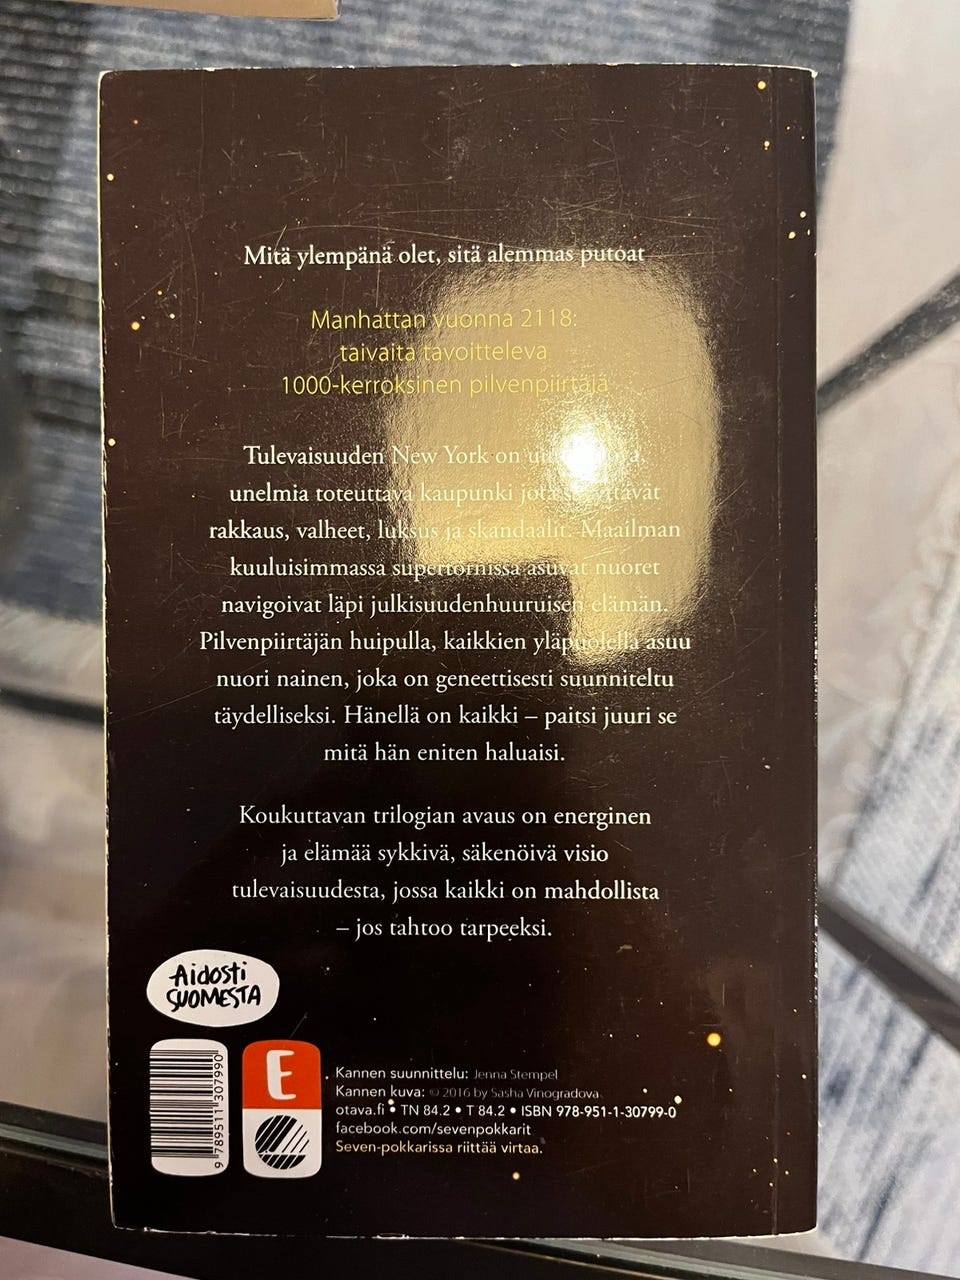 Mitä ylempänä olet, sitä alemmas putoat
Manhattan vuonna 2118:
taivaita tavoitteleva
1000-kerroksinen pilvenpiirtäjä
Tulevaisuuden New York on
unelmia toteuttava kaupunki jota
rakkaus, valheet, luksus ja skandaalit. Maailman
kuuluisimmassa supertornissa asuvat nuoret
navigoivat läpi julkisuudenhuuruisen elämän.
Pilvenpiirtäjän huipulla, kaikkien yläpuolella asuu
nuori nainen, joka on geneettisesti suunniteltu
täydelliseksi. Hänellä on kaikki – paitsi juuri se
mitä hän eniten haluaisi.
Koukuttavan trilogian avaus on energinen
ja elämää sykkivä, säkenöivä visio
tulevaisuudesta, jossa kaikki on mahdollista
– jos tahtoo tarpeeksi.
Aidosti
SUOMESTA
9 789511 307990
E
Kannen suunnittelu: Jenna Stempel
Kannen kuva: © 2016 by Sasha Vinogradova
otava.fi • TN 84.2 • T 84.2 • ISBN 978-951-1-30799-0
facebook.com/sevenpokkarit
Seven-pokkarissa riittää virtaa.